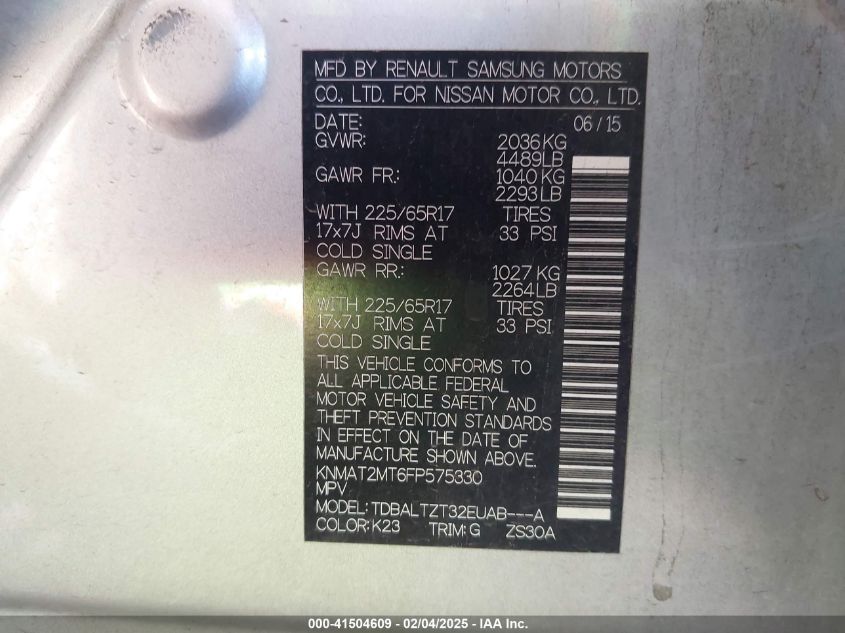 MFD BY RENAULT SAMSUNG MOTORS
CO., LTD. FOR NISSAN MOTOR CO., LTD.
DATE: 06/15
GVWR: 2036KG
4489LB
GAWR FR.: 1040KG
2293LB
WITH 225/65R17 TIRES
17x7J RIMS AT 33 PSI
COLD SINGLE
GAWR RR.: 1027KG
2264LB
WITH 225/65R17 TIRES
17x7J RIMS AT 33 PSI
COLD SINGLE
THIS VEHICLE CONFORMS TO
ALL APPLICABLE FEDERAL
MOTOR VEHICLE SAFETY AND
THEFT PREVENTION STANDARDS
IN EFFECT ON THE DATE OF
MANUFACTURE SHOWN ABOVE.
KNMAT2MT6FP575330
MPV
MODEL: TDBALTZT32EUAB---A
COLOR: K23 TRIM: G ZS30A
000-41504609 - 02/04/2025 - IAA Inc.